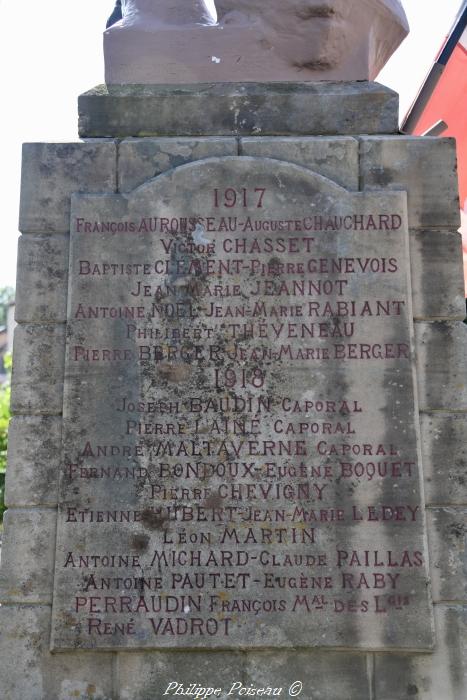 1917
François AUROUSSEAU-Auguste CHAUCHARD
Victor CHASSET
Baptiste CLEMENT-Pierre GENEVOIS
Jean Marie JEANNOT
Antoine NOËL-Jean-Marie RABIANT
Philibert THÉVENEAU
Pierre BERGER Jean-Marie BERGER
1918
Joseph BAUDIN Caporal
Pierre LAINÉ Caporal
André MALTAVERNE Caporal
Fernand BONDOUX-Eugène BOQUET
Pierre CHEVIGNY
Etienne HUBERT-Jean-Marie LEDEY
Léon MARTIN
Antoine MICHARD-Claude PAILLAS
Antoine PAUTET-Eugène RABY
PERRAUDIN François Mal des Lgis
René VADROT
Philippe Poiseau ©